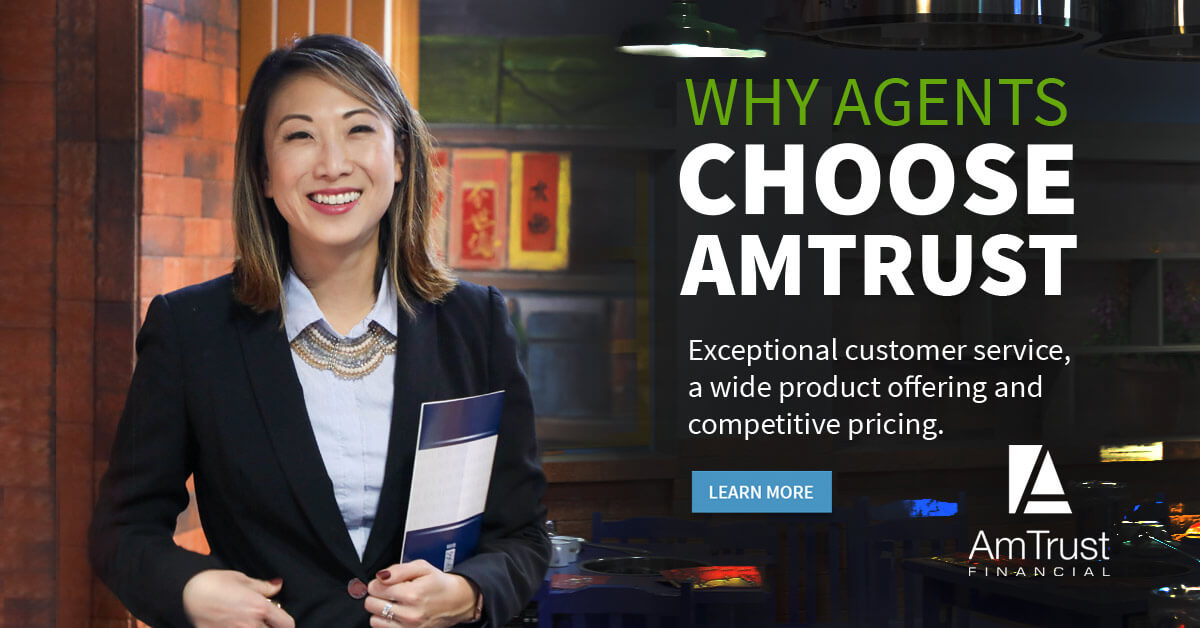 WHY AGENTS
CHOOSE
AMTRUST
Exceptional customer service,
a wide product offering and
competitive pricing.
LEARN MORE
AmTrust
FINANCIAL